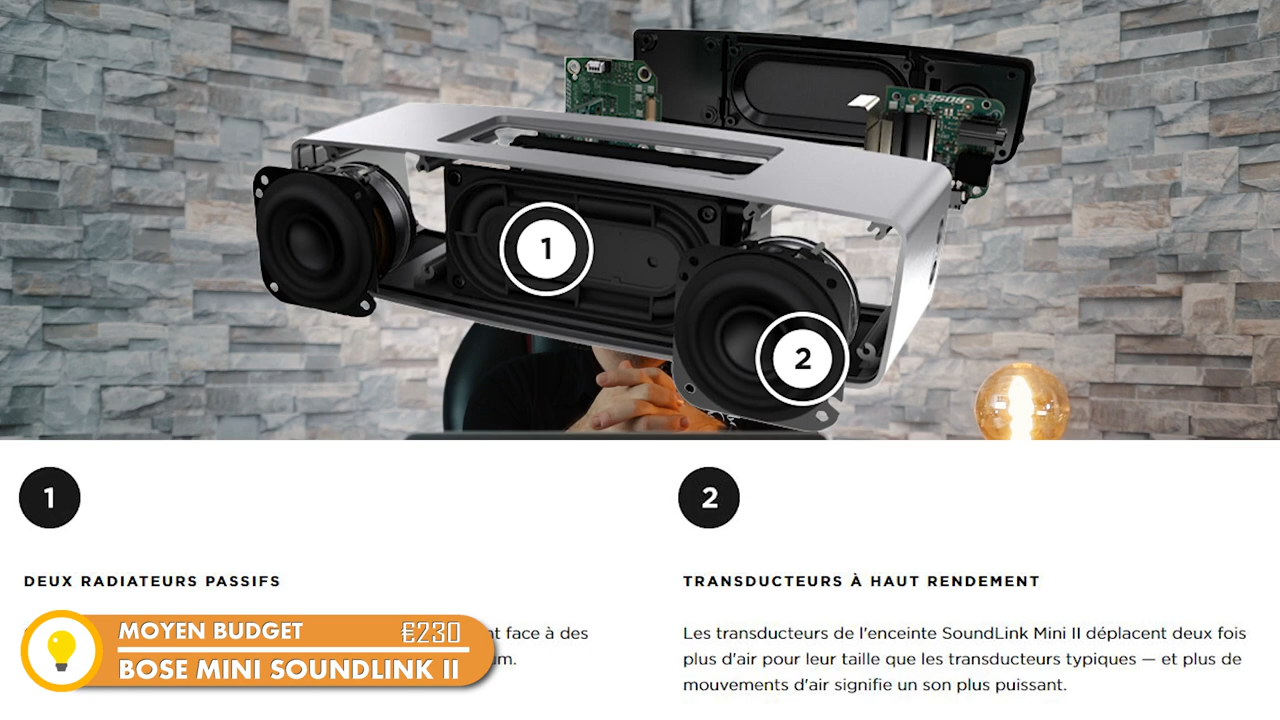 BOSE
1
2
1
2
DEUX RADIATEURS PASSIFS
TRANSDUCTEURS À HAUT RENDEMENT
face à des
Les transducteurs de l'enceinte SoundLink Mini II déplacent deux fois
plus d'air pour leur taille que les transducteurs typiques — et plus de
mouvements d'air signifie un son plus puissant.
MOYEN BUDGET €230
BOSE MINI SOUNDLINK II